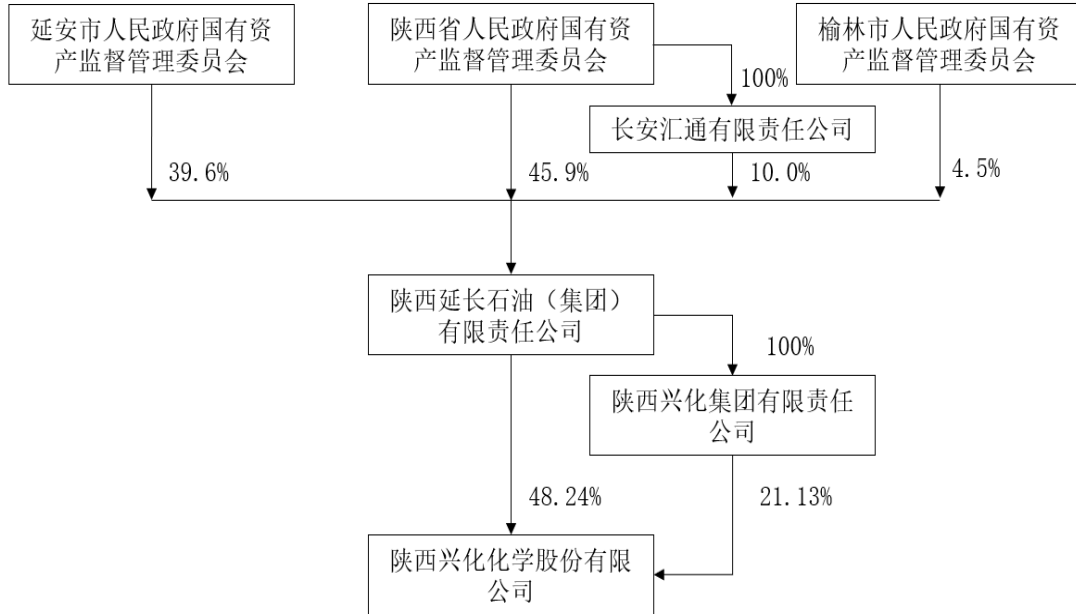 延安市人民政府国有资
产监督管理委员会
陕西省人民政府国有资
产监督管理委员会
榆林市人民政府国有资
产监督管理委员会
100%
长安汇通有限责任公司
39.6%
45.9%
10.0%
4.5%
陕西延长石油（集团）
有限责任公司
100%
陕西兴化集团有限责任
公司
48.24%
21.13%
陕西兴化化学股份有限
公司